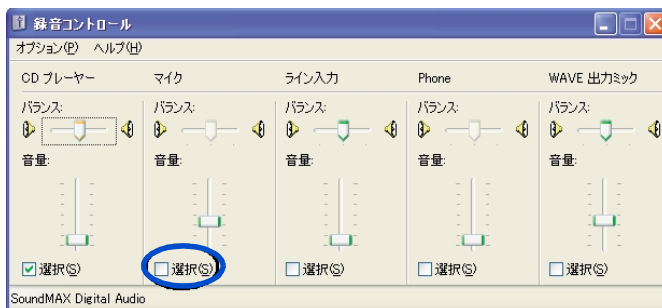 録音コントロール
オプション(P) ヘルプ(H)
CD プレーヤー マイク ライン入力 Phone WAVE 出力ミック
バランス: バランス: バランス: バランス: バランス:
音量: 音量: 音量: 音量: 音量:
選択(S) 選択(S) 選択(S) 選択(S) 選択(S)
SoundMAX Digital Audio